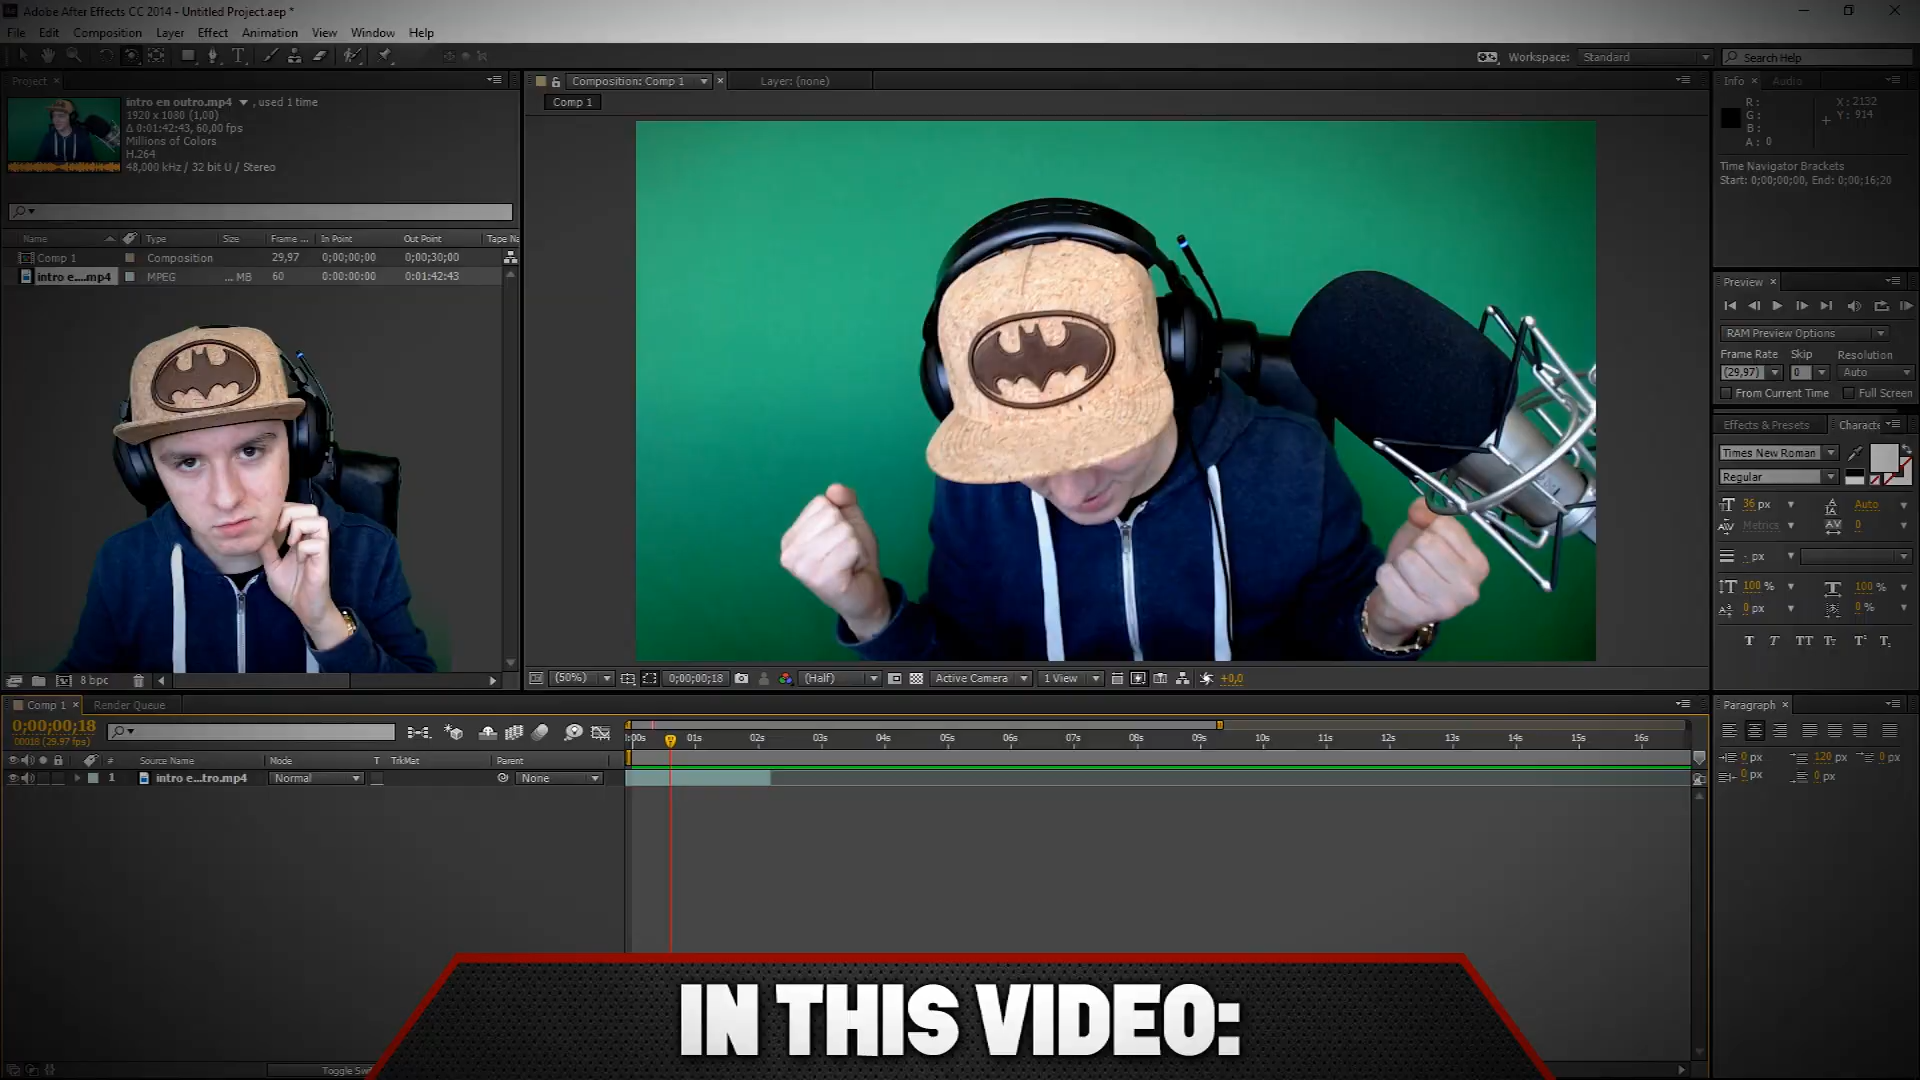 Adobe After Effects CC 2014 - Untitled Project.aep *
File Edit Composition Layer Effect Animation View Window Help
Workspace: Standard
Search Help
Project
intro en outro.mp4 , used 1 time
1920 x 1080 (1,00)
Δ 0:01:42:43, 60,00 fps
Millions of Colors
H.264
48,000 kHz / 32 bit U / Stereo
Name Type Size Frame ... In Point Out Point Tape Na
Comp 1 Composition 29,97 0;00;00;00 0;00;30;00
intro e....mp4 MPEG ... MB 60 0:00:00:00 0:01:42:43
8 bpc
Composition: Comp 1
Layer: (none)
Comp 1
(50%) 0;00;00;18 (Half) Active Camera 1 View +0,0
Info Audio
R:
G:
B:
A: 0
X: 2132
Y: 914
Time Navigator Brackets
Start: 0;00;00;00, End: 0;00;16;20
Preview
RAM Preview Options
Frame Rate Skip Resolution
(29,97) 0 Auto
From Current Time Full Screen
Effects & Presets Characte
Times New Roman
Regular
36 px Auto
Metrics 0
- px
100 % 100 %
0 px 0 %
Comp 1 Render Queue
0;00;00;18
00018 (29.97 fps)
# Source Name Mode T TrkMat Parent
1 intro e...tro.mp4 Normal None
:00s 01s 02s 03s 04s 05s 06s 07s 08s 09s 10s 11s 12s 13s 14s 15s 16s
Paragraph
0 px 120 px 0 px
0 px 0 px
Toggle Sw
IN THIS VIDEO: